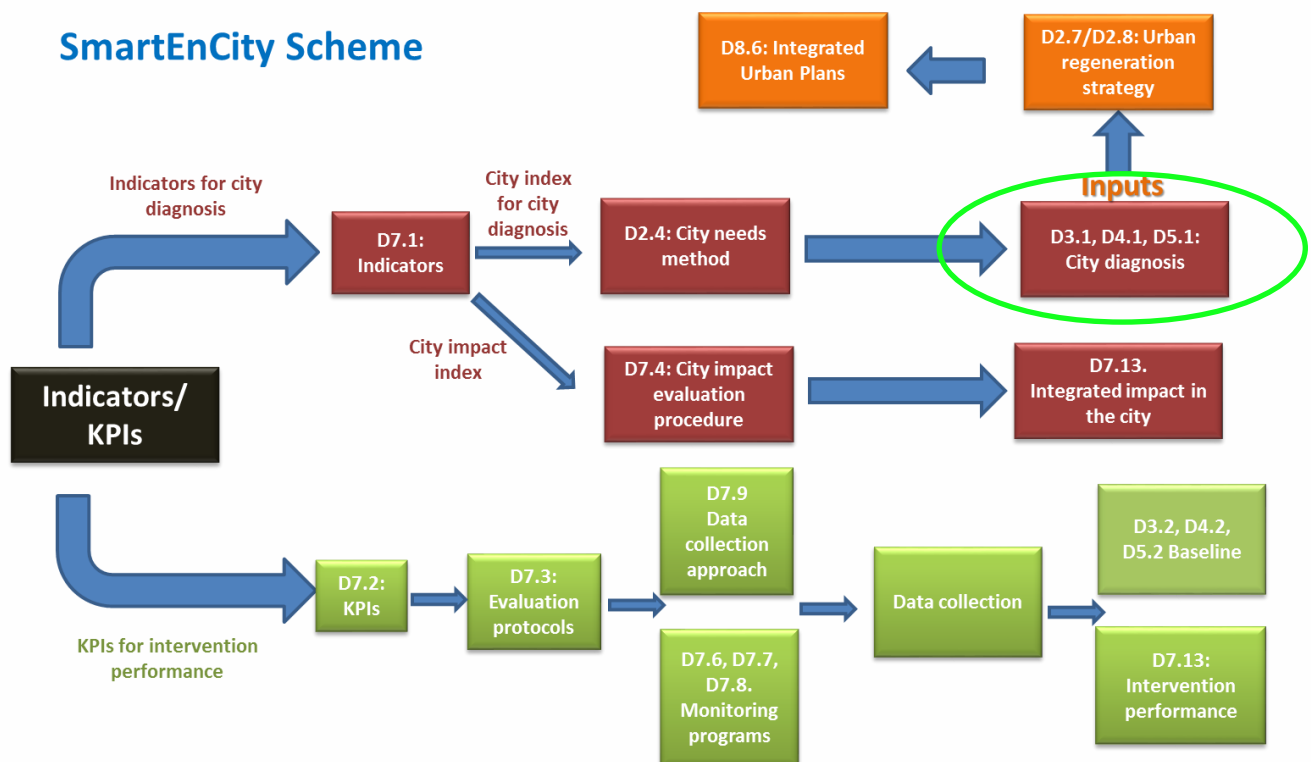 SmartEnCity Scheme
D8.6: Integrated
Urban Plans
D2.7/D2.8: Urban
regeneration
strategy
Inputs
Indicators for city
diagnosis
City index
for city
diagnosis
D7.1:
Indicators
D2.4: City needs
method
D3.1, D4.1, D5.1:
City diagnosis
City impact
index
D7.4: City impact
evaluation
procedure
D7.13.
Integrated impact in
the city
Indicators/
KPIs
D7.9
Data
collection
approach
D3.2, D4.2,
D5.2 Baseline
D7.2:
KPIs
D7.3:
Evaluation
protocols
Data collection
KPIs for intervention
performance
D7.6, D7.7,
D7.8.
Monitoring
programs
D7.13:
Intervention
performance